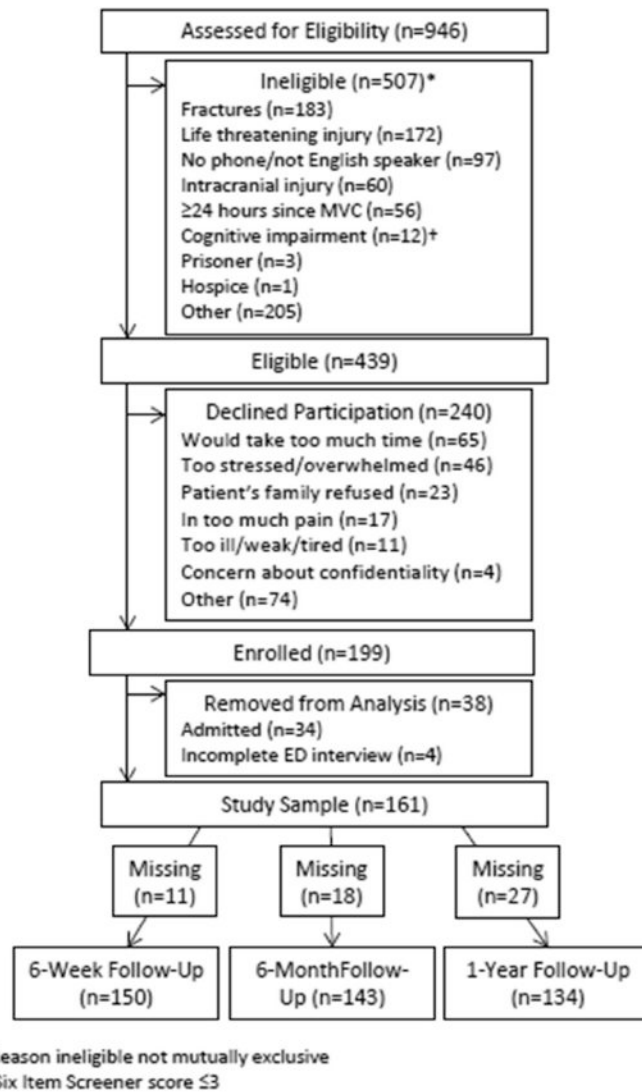 Assessed for Eligibility (n=946)
Ineligible (n=507)*
Fractures (n=183)
Life threatening injury (n=172)
No phone/not English speaker (n=97)
Intracranial injury (n=60)
≥24 hours since MVC (n=56)
Cognitive impairment (n=12)†
Prisoner (n=3)
Hospice (n=1)
Other (n=205)
Eligible (n=439)
Declined Participation (n=240)
Would take too much time (n=65)
Too stressed/overwhelmed (n=46)
Patient's family refused (n=23)
In too much pain (n=17)
Too ill/weak/tired (n=11)
Concern about confidentiality (n=4)
Other (n=74)
Enrolled (n=199)
Removed from Analysis (n=38)
Admitted (n=34)
Incomplete ED interview (n=4)
Study Sample (n=161)
Missing
(n=11)
Missing
(n=18)
Missing
(n=27)
6-Week Follow-Up
(n=150)
6-MonthFollow-
Up (n=143)
1-Year Follow-Up
(n=134)
eason ineligible not mutually exclusive
Six Item Screener score ≤3